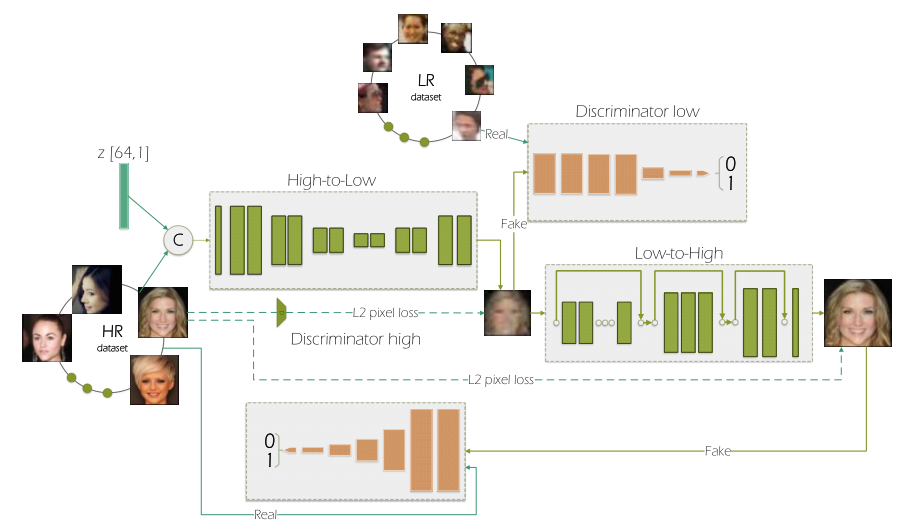 LR
dataset
Discriminator low
Real
0
1
z [64,1]
High-to-Low
C
Fake
Low-to-High
HR
dataset
L2 pixel loss
Discriminator high
L2 pixel loss
0
1
Fake
Real